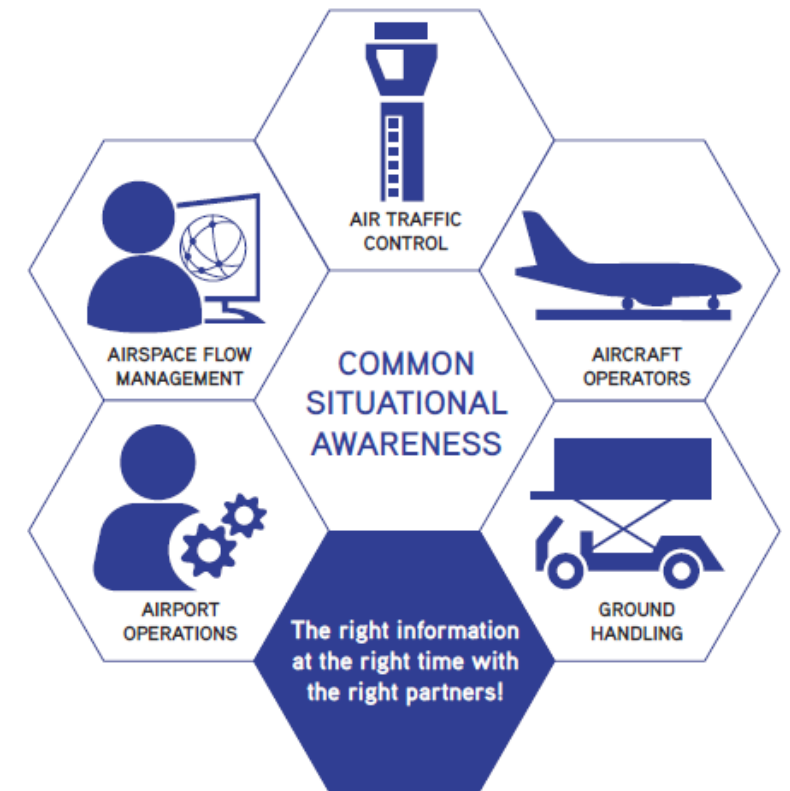 AIR TRAFFIC
CONTROL
AIRSPACE FLOW
MANAGEMENT
AIRCRAFT
OPERATORS
COMMON
SITUATIONAL
AWARENESS
AIRPORT
OPERATIONS
GROUND
HANDLING
The right information
at the right time with
the right partners!